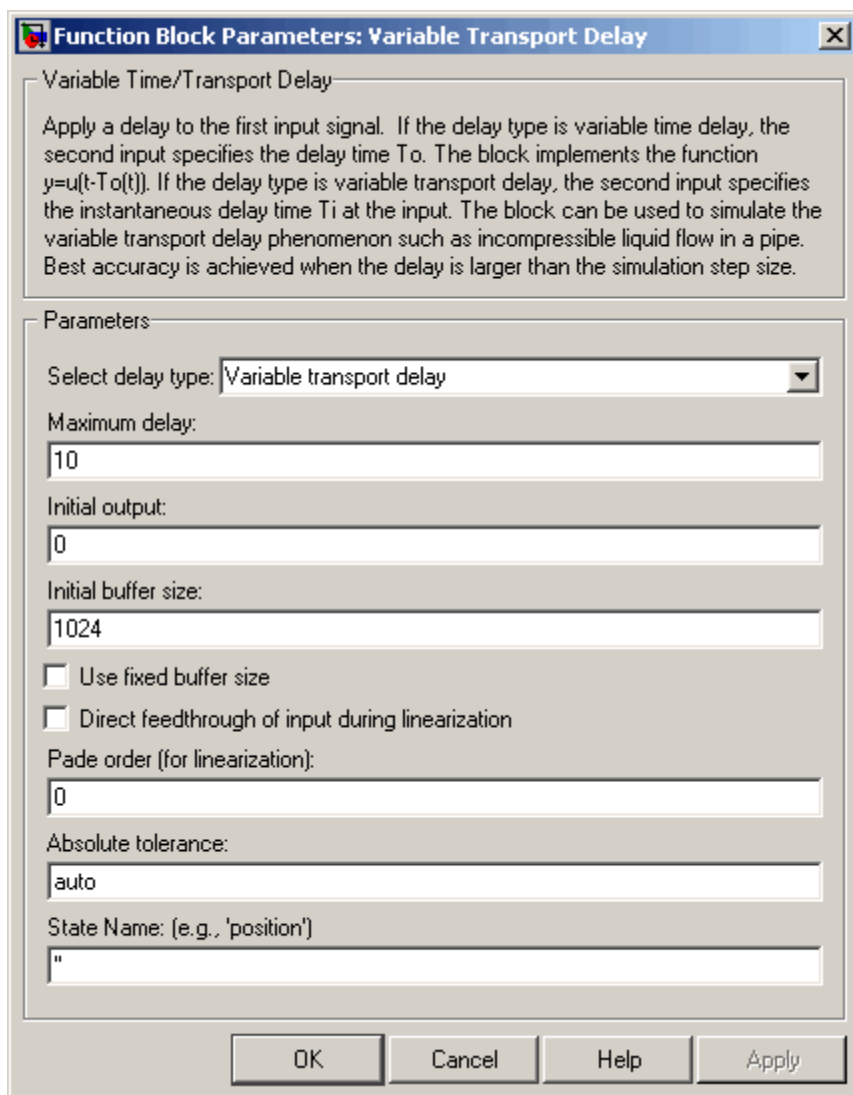 Function Block Parameters: Variable Transport Delay
Variable Time/Transport Delay
Apply a delay to the first input signal.  If the delay type is variable time delay, the
second input specifies the delay time To. The block implements the function
y=u(t-To(t)). If the delay type is variable transport delay, the second input specifies
the instantaneous delay time Ti at the input. The block can be used to simulate the
variable transport delay phenomenon such as incompressible liquid flow in a pipe.
Best accuracy is achieved when the delay is larger than the simulation step size.
Parameters
Select delay type: Variable transport delay
Maximum delay:
10
Initial output:
0
Initial buffer size:
1024
Use fixed buffer size
Direct feedthrough of input during linearization
Pade order (for linearization):
0
Absolute tolerance:
auto
State Name: (e.g., 'position')
''
OK Cancel Help Apply